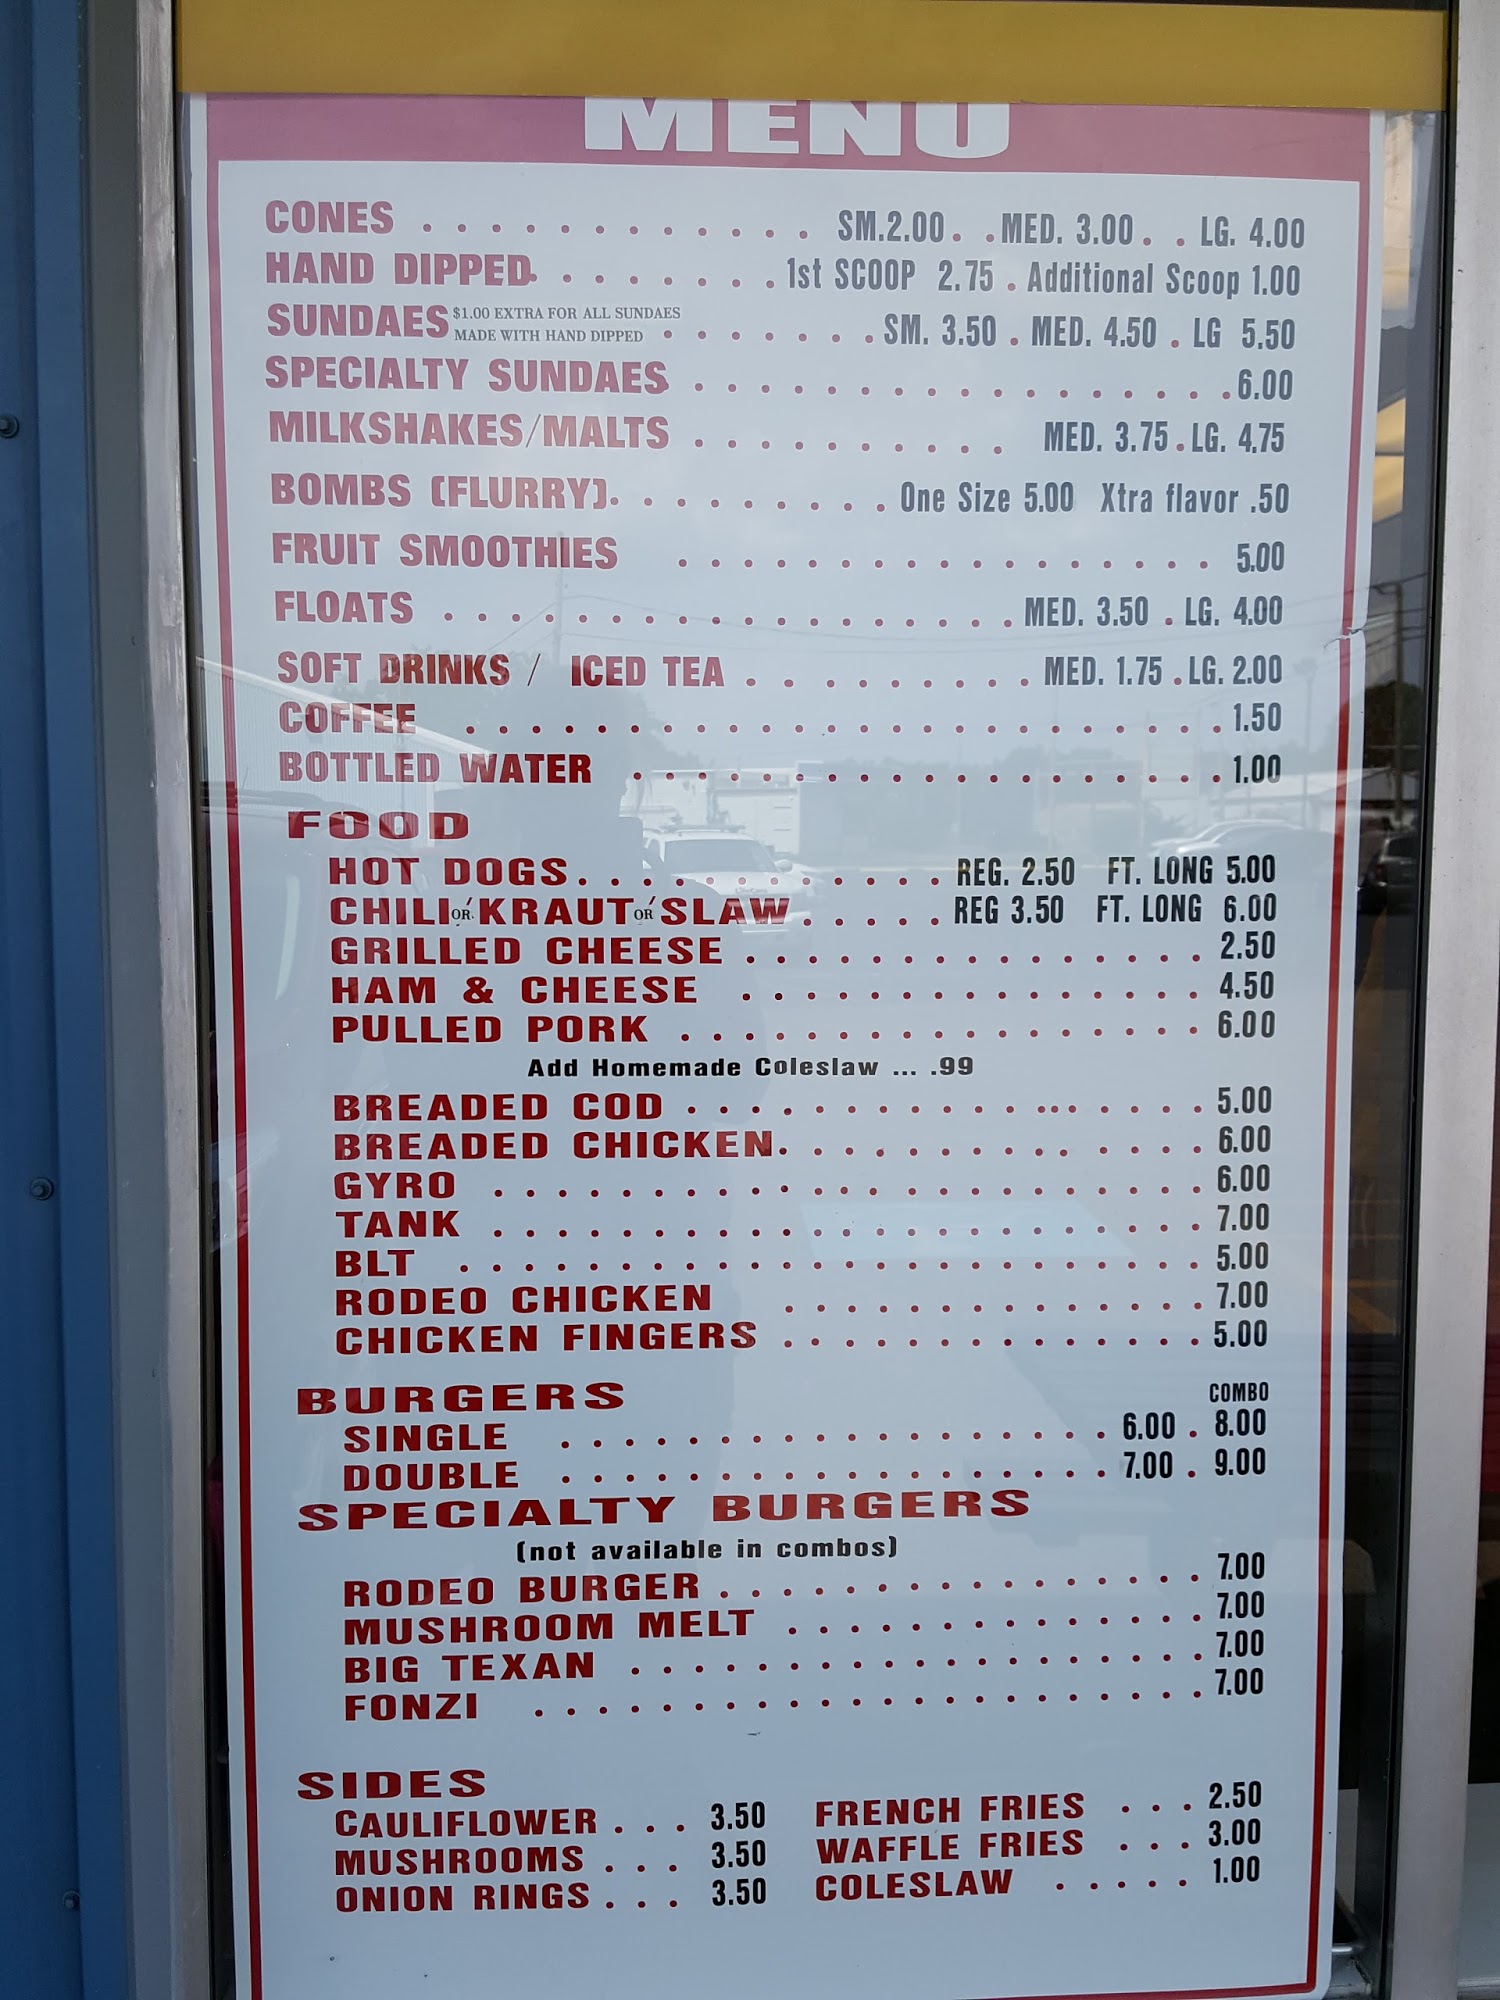 MENU
CONES . . . . . . . . . . . . SM.2.00 . . MED. 3.00 . . LG. 4.00
HAND DIPPED . . . . . . . . 1st SCOOP 2.75 . Additional Scoop 1.00
SUNDAES $1.00 EXTRA FOR ALL SUNDAES MADE WITH HAND DIPPED . . . . . . . SM. 3.50 . MED. 4.50 . LG 5.50
SPECIALTY SUNDAES . . . . . . . . . . . . . . . . . 6.00
MILKSHAKES/MALTS . . . . . . . . . . MED. 3.75 . LG. 4.75
BOMBS (FLURRY) . . . . . . . . . One Size 5.00 Xtra flavor .50
FRUIT SMOOTHIES . . . . . . . . . . . . . . . . 5.00
FLOATS . . . . . . . . . . . . . . . . . . MED. 3.50 . LG. 4.00
SOFT DRINKS / ICED TEA . . . . . . . . . . MED. 1.75 . LG. 2.00
COFFEE . . . . . . . . . . . . . . . . . . . . . . . 1.50
BOTTLED WATER . . . . . . . . . . . . . . . . . . 1.00
FOOD
HOT DOGS . . . . . . . . . . . . REG. 2.50 FT. LONG 5.00
CHILI OR 'KRAUT OR 'SLAW . . . . . REG 3.50 FT. LONG 6.00
GRILLED CHEESE . . . . . . . . . . . . . . . 2.50
HAM & CHEESE . . . . . . . . . . . . . . . 4.50
PULLED PORK . . . . . . . . . . . . . . . . . 6.00
Add Homemade Coleslaw ... .99
BREADED COD . . . . . . . . . . . ... . . . . 5.00
BREADED CHICKEN . . . . . . . . . . . . . . 6.00
GYRO . . . . . . . . . . . . . . . . . . . . . . . 6.00
TANK . . . . . . . . . . . . . . . . . . . . . . . 7.00
BLT . . . . . . . . . . . . . . . . . . . . . . . . 5.00
RODEO CHICKEN . . . . . . . . . . . . . . 7.00
CHICKEN FINGERS . . . . . . . . . . . . . . 5.00
BURGERS COMBO
SINGLE . . . . . . . . . . . . . . . . . . 6.00 . 8.00
DOUBLE . . . . . . . . . . . . . . . . . . 7.00 . 9.00
SPECIALTY BURGERS
(not available in combos)
RODEO BURGER . . . . . . . . . . . . . . . . 7.00
MUSHROOM MELT . . . . . . . . . . . . . . 7.00
BIG TEXAN . . . . . . . . . . . . . . . . . . . 7.00
FONZI . . . . . . . . . . . . . . . . . . . . . . 7.00
SIDES
CAULIFLOWER . . . 3.50 FRENCH FRIES . . . 2.50
MUSHROOMS . . . 3.50 WAFFLE FRIES . . . 3.00
ONION RINGS . . . 3.50 COLESLAW . . . . . 1.00